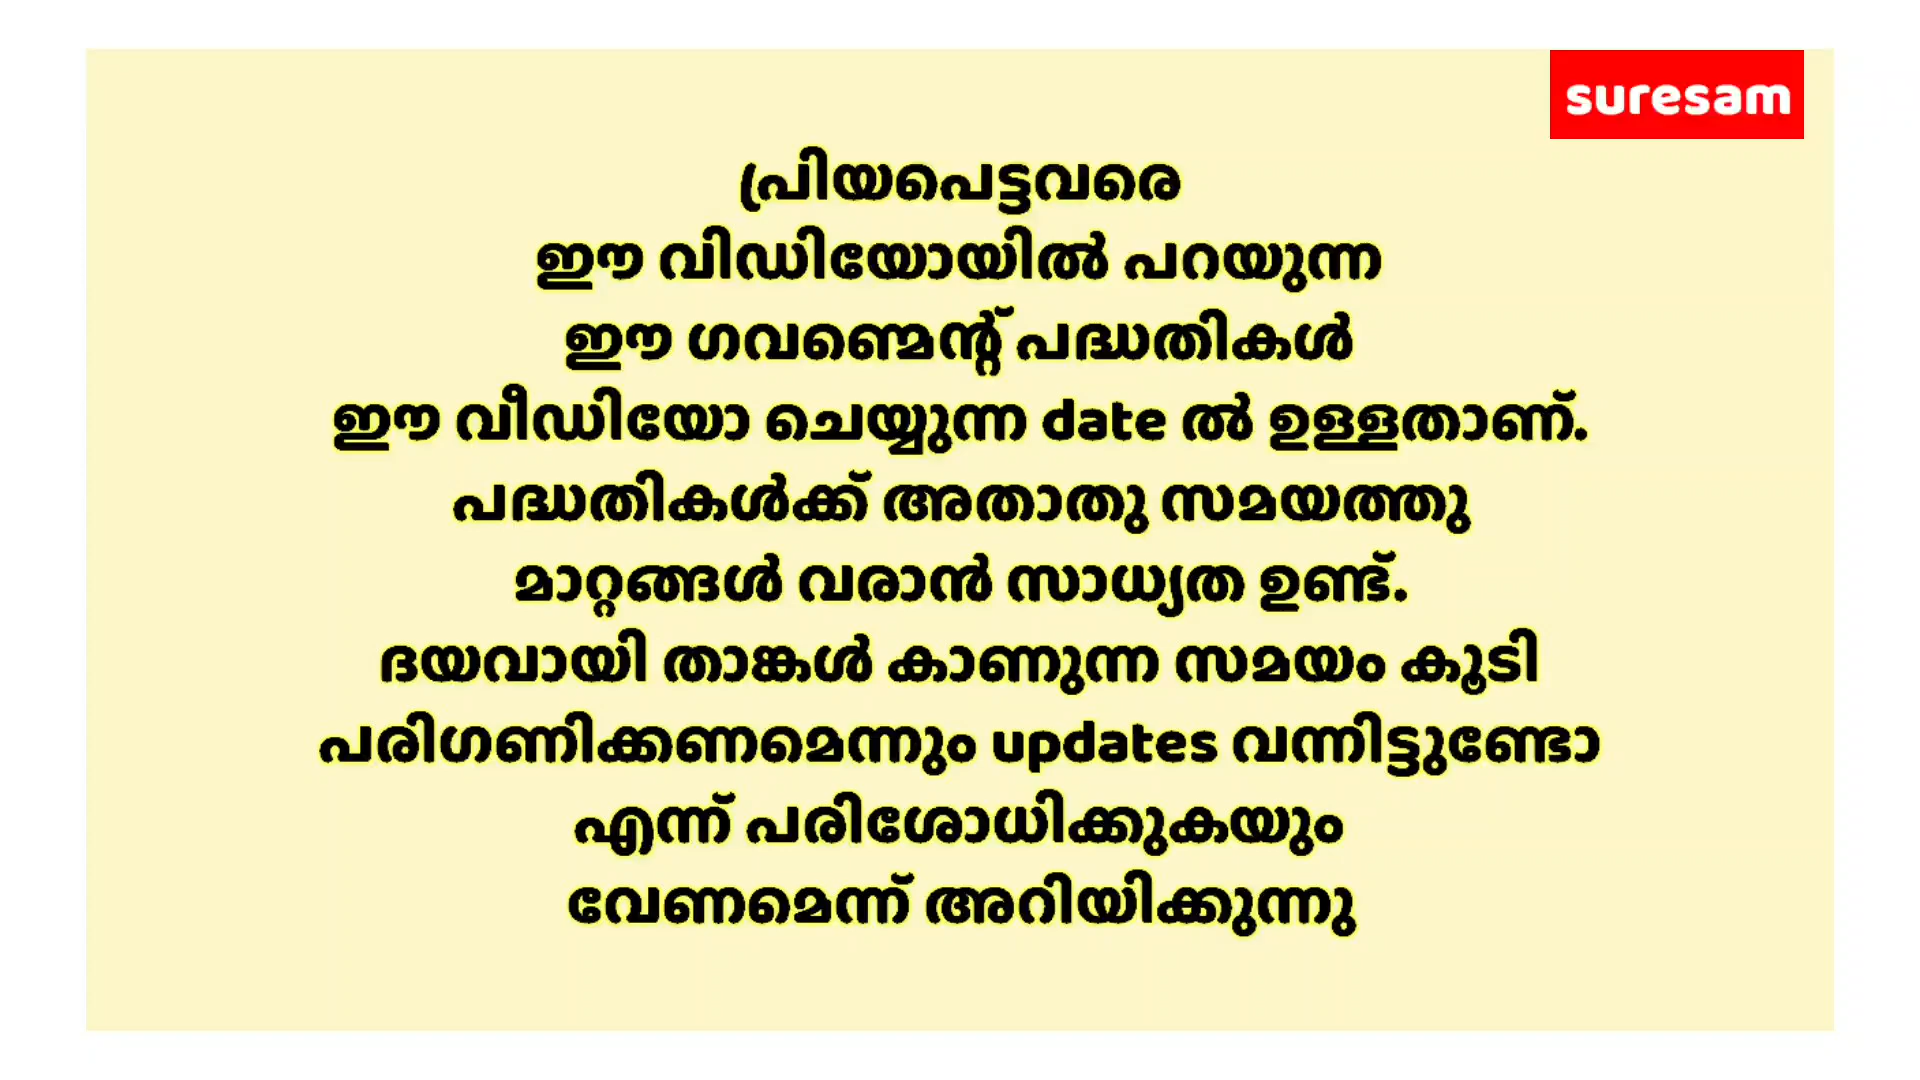 suresam
പ്രിയപെട്ടവരെ
ഈ വിഡിയോയിൽ പറയുന്ന
ഈ ഗവണ്മെന്റ് പദ്ധതികൾ
ഈ വീഡിയോ ചെയ്യുന്ന date ൽ ഉള്ളതാണ്.
പദ്ധതികൾക്ക് അതാതു സമയത്തു
മാറ്റങ്ങൾ വരാൻ സാധ്യത ഉണ്ട്.
ദയവായി താങ്കൾ കാണുന്ന സമയം കൂടി
പരിഗണിക്കണമെന്നും updates വന്നിട്ടുണ്ടോ
എന്ന് പരിശോധിക്കുകയും
വേണമെന്ന് അറിയിക്കുന്നു